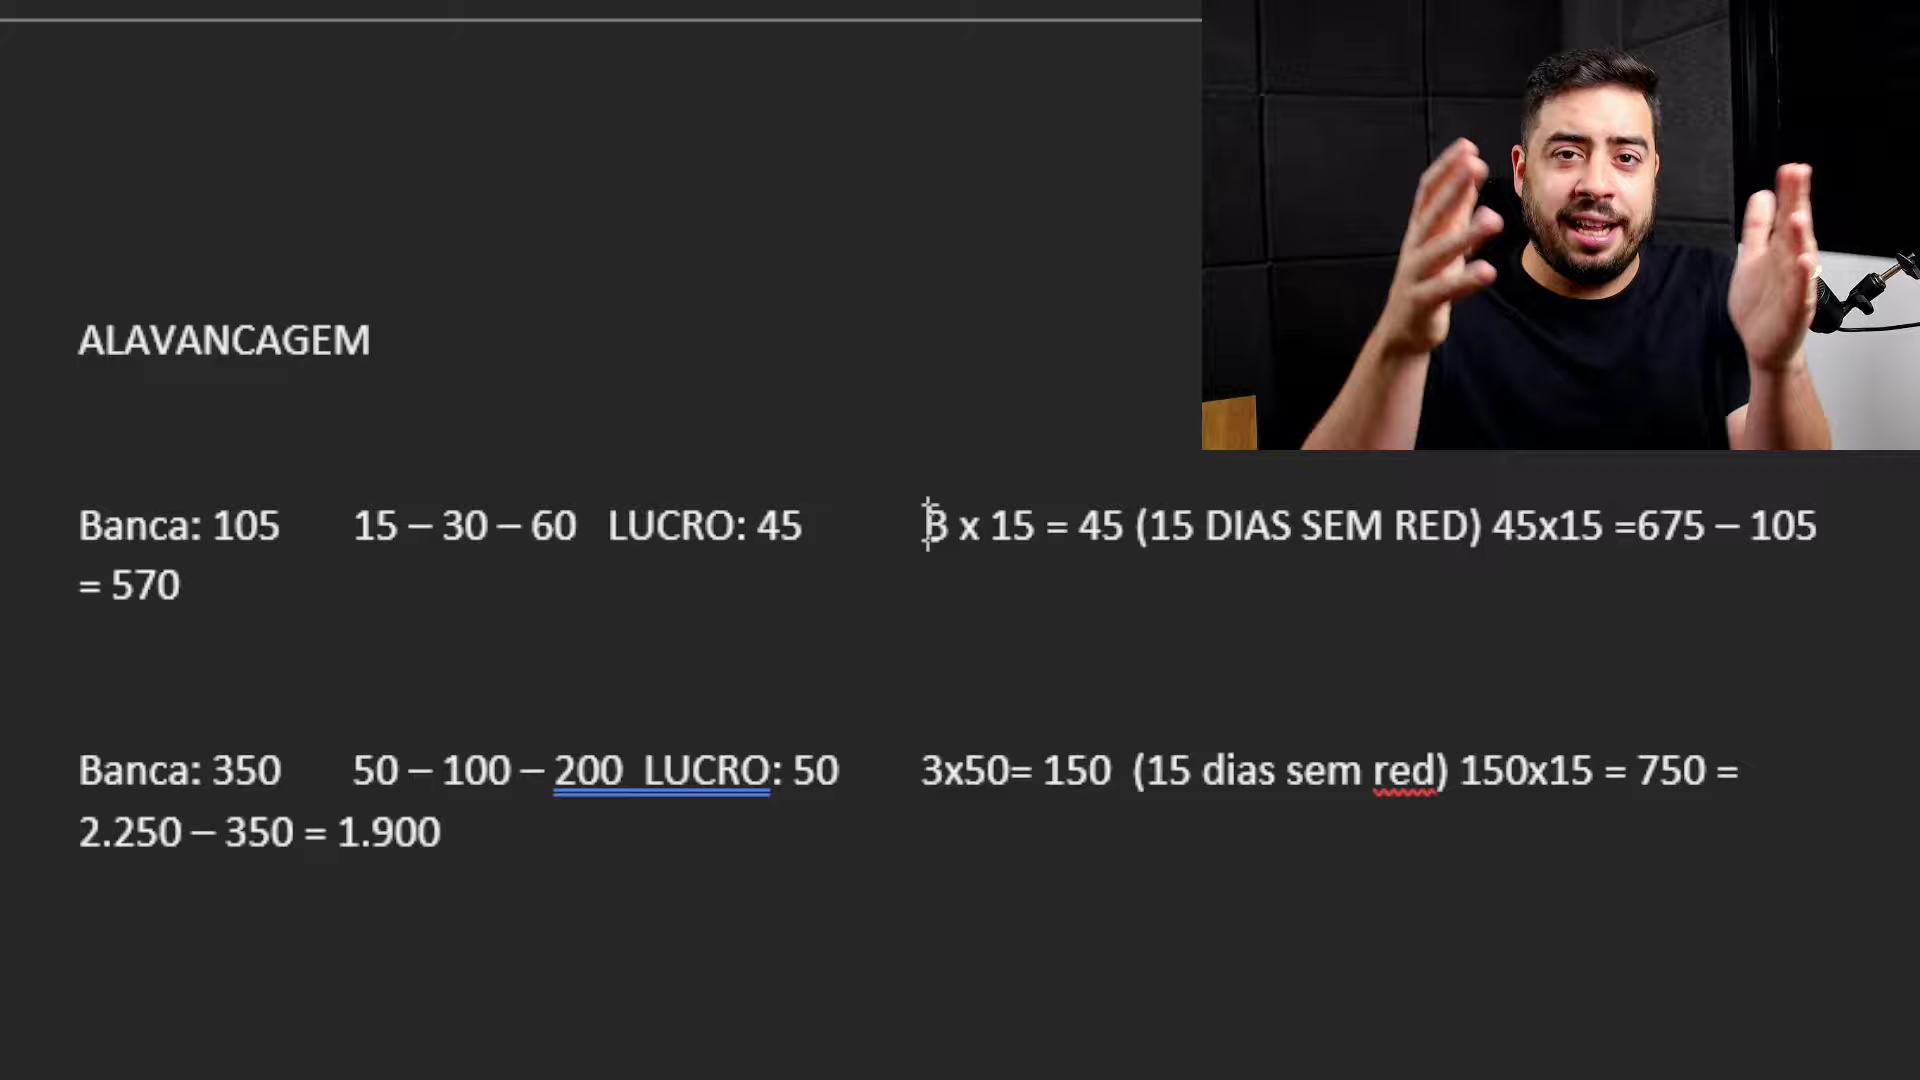 ALAVANCAGEM
Banca: 105 15 – 30 – 60 LUCRO: 45 3 x 15 = 45 (15 DIAS SEM RED) 45x15 =675 – 105
= 570
Banca: 350 50 – 100 – 200 LUCRO: 50 3x50= 150 (15 dias sem red) 150x15 = 750 =
2.250 – 350 = 1.900